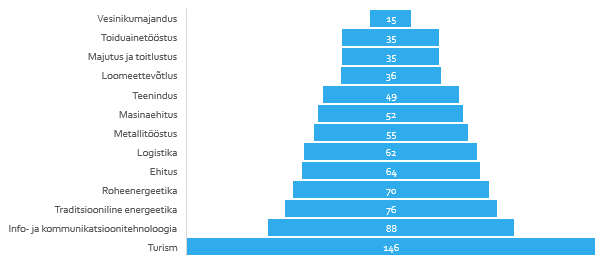 Vesinikumajandus 15
Toiduainetööstus 35
Majutus ja toitlustus 35
Loomeettevõtlus 36
Teenindus 49
Masinaehitus 52
Metallitööstus 55
Logistika 62
Ehitus 64
Roheenergeetika 70
Traditsiooniline energeetika 76
Info- ja kommunikatsioonitehnoloogia 88
Turism 146